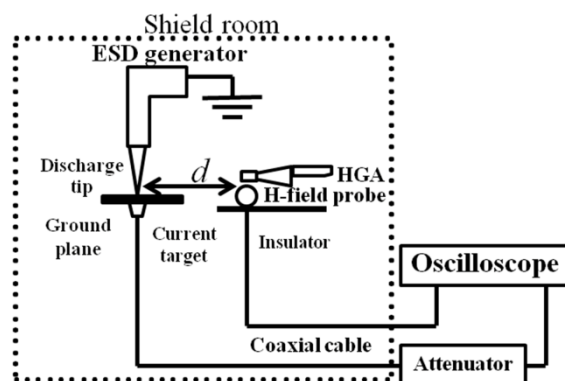 Shield room
ESD generator
Discharge
tip
d
HGA
H-field probe
Ground
plane
Current
target
Insulator
Oscilloscope
Coaxial cable
Attenuator